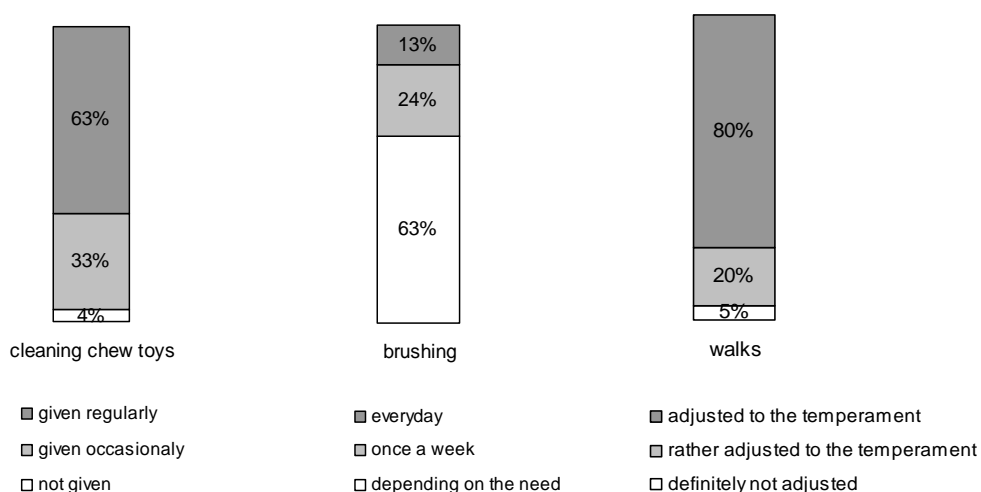 63%
33%
4%
cleaning chew toys
given regularly
given occasionaly
not given
13%
24%
63%
brushing
everyday
once a week
depending on the need
80%
20%
5%
walks
adjusted to the temperament
rather adjusted to the temperament
definitely not adjusted